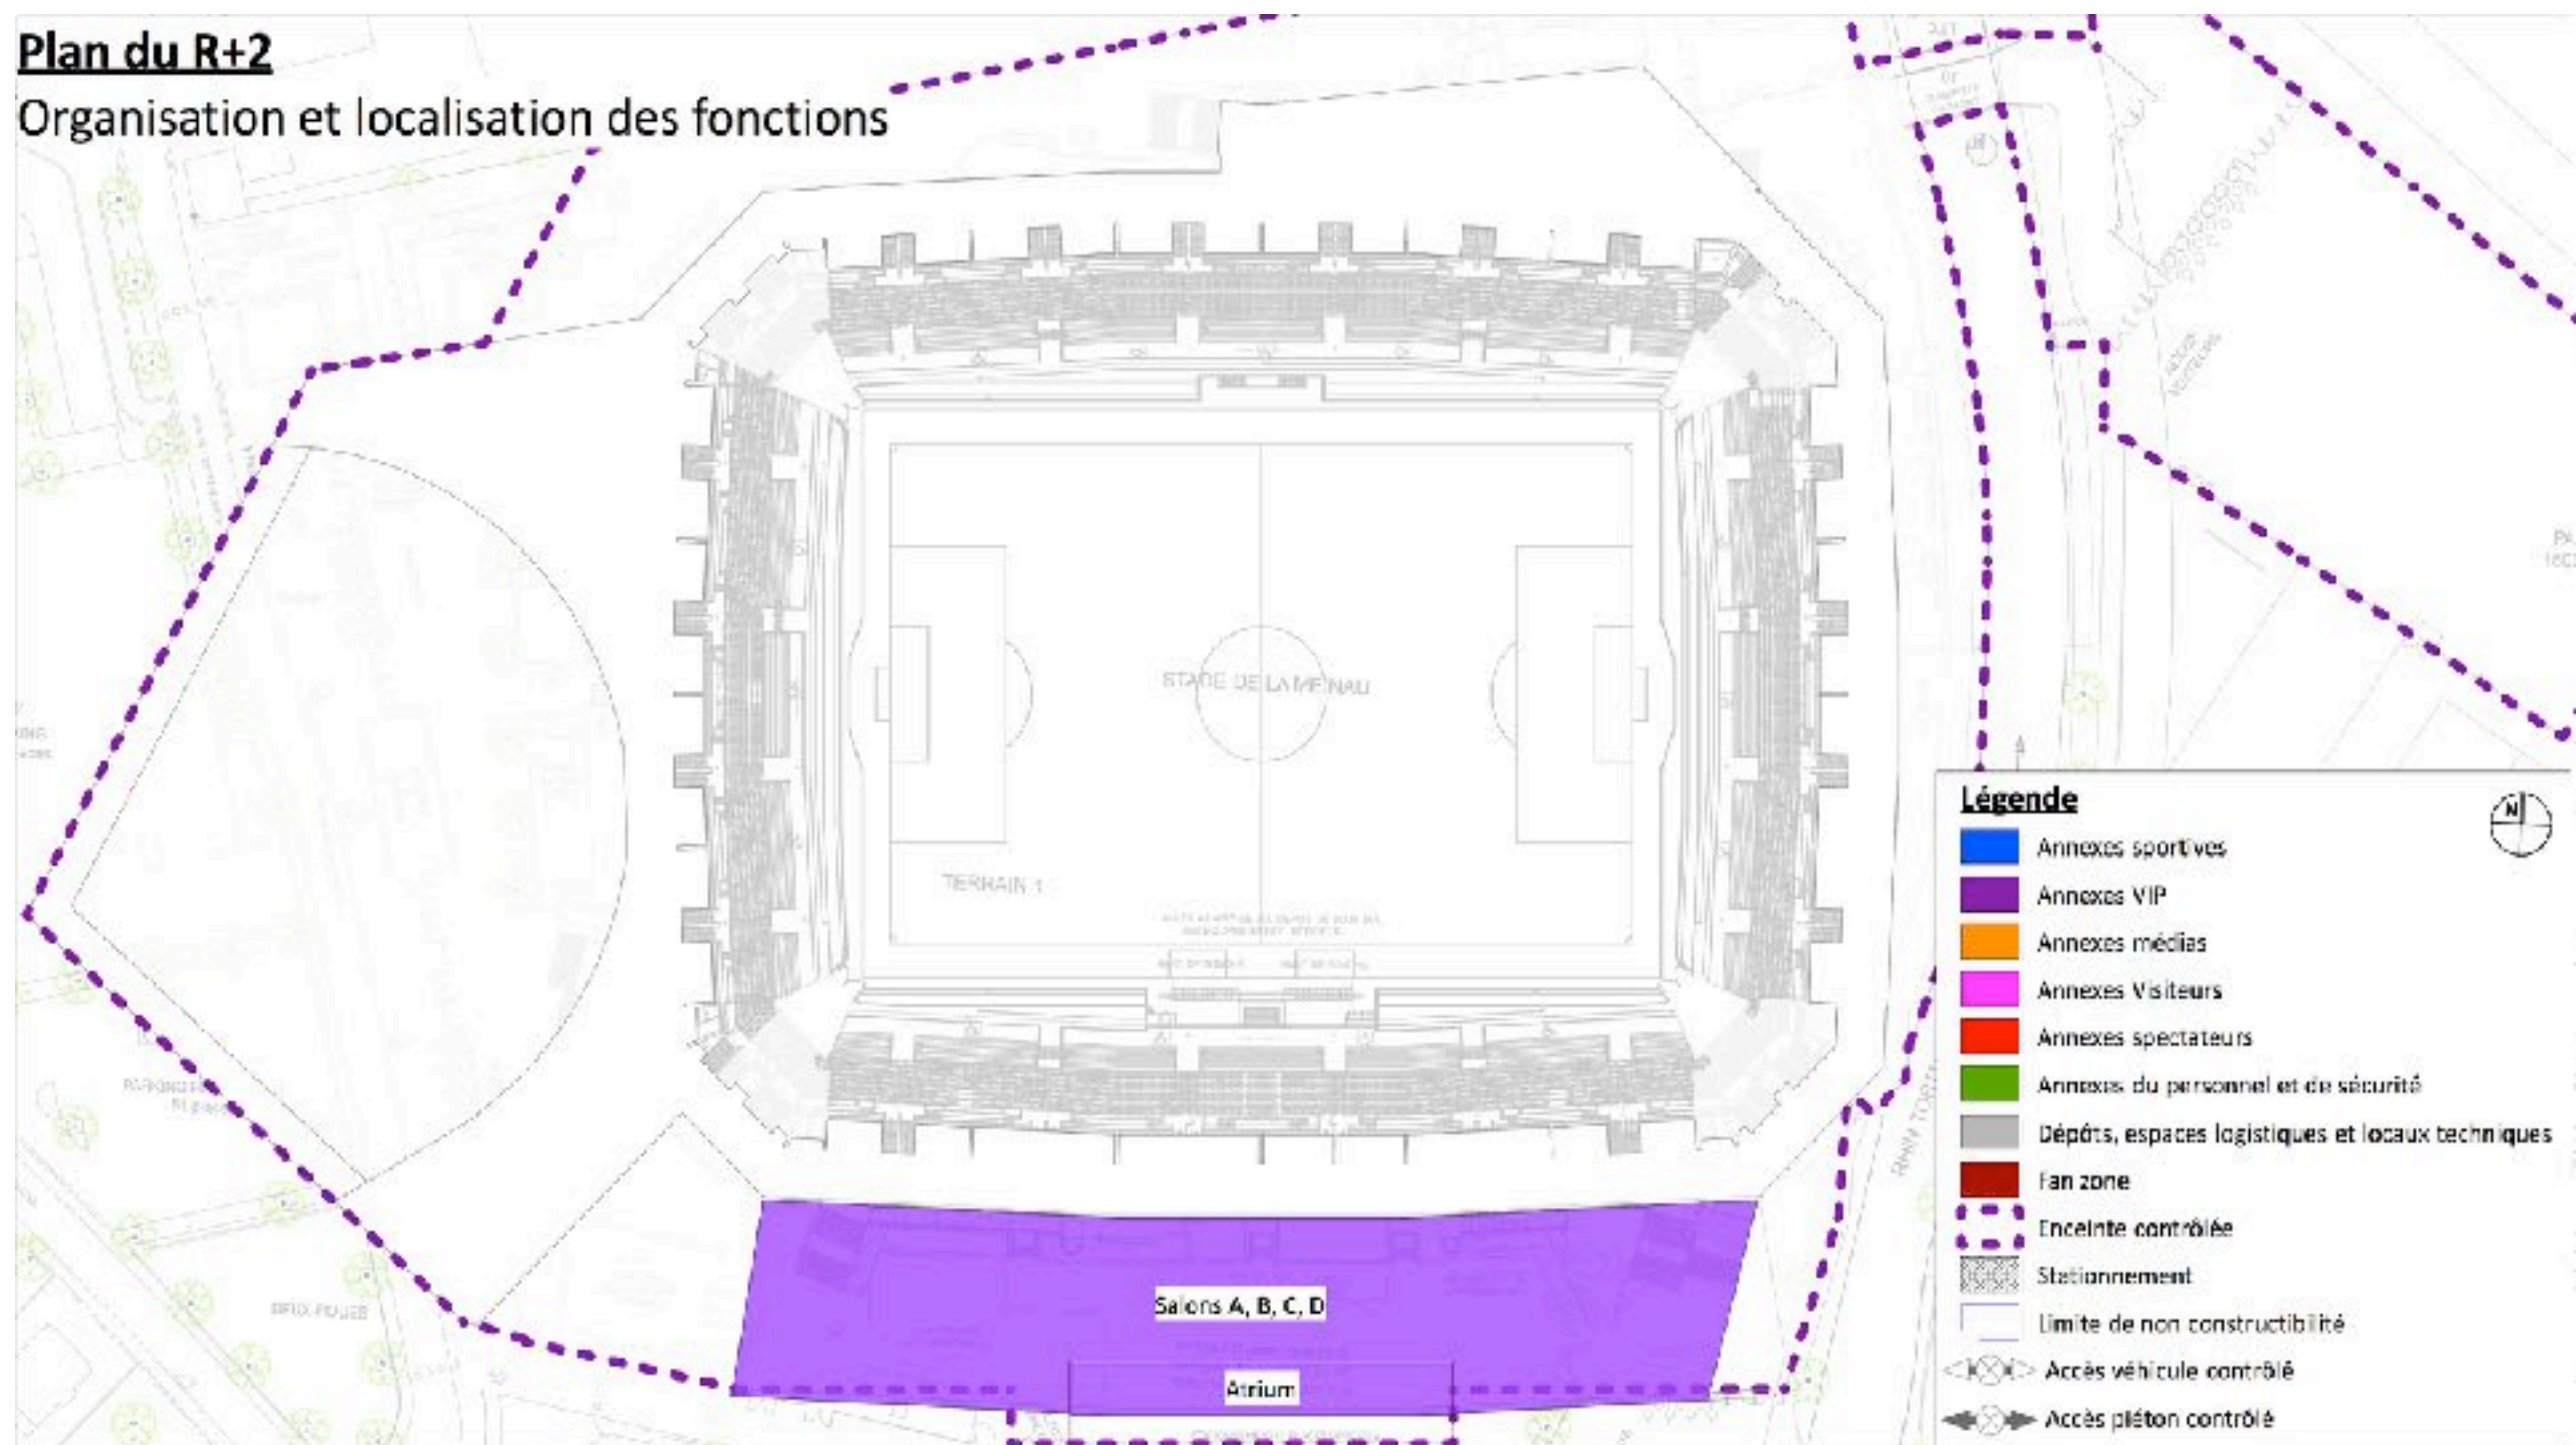 Plan du R+2
Organisation et localisation des fonctions
STADE DE LA MEINAU
TERRAIN 1
Salons A, B, C, D
Atrium
DEUX-ROUES
Légende
N
Annexes sportives
Annexes VIP
Annexes médias
Annexes Visiteurs
Annexes spectateurs
Annexes du personnel et de sécurité
Dépôts, espaces logistiques et locaux techniques
Fan zone
Enceinte contrôlée
Stationnement
Limite de non constructibilité
Accès véhicule contrôlé
Accès piéton contrôlé